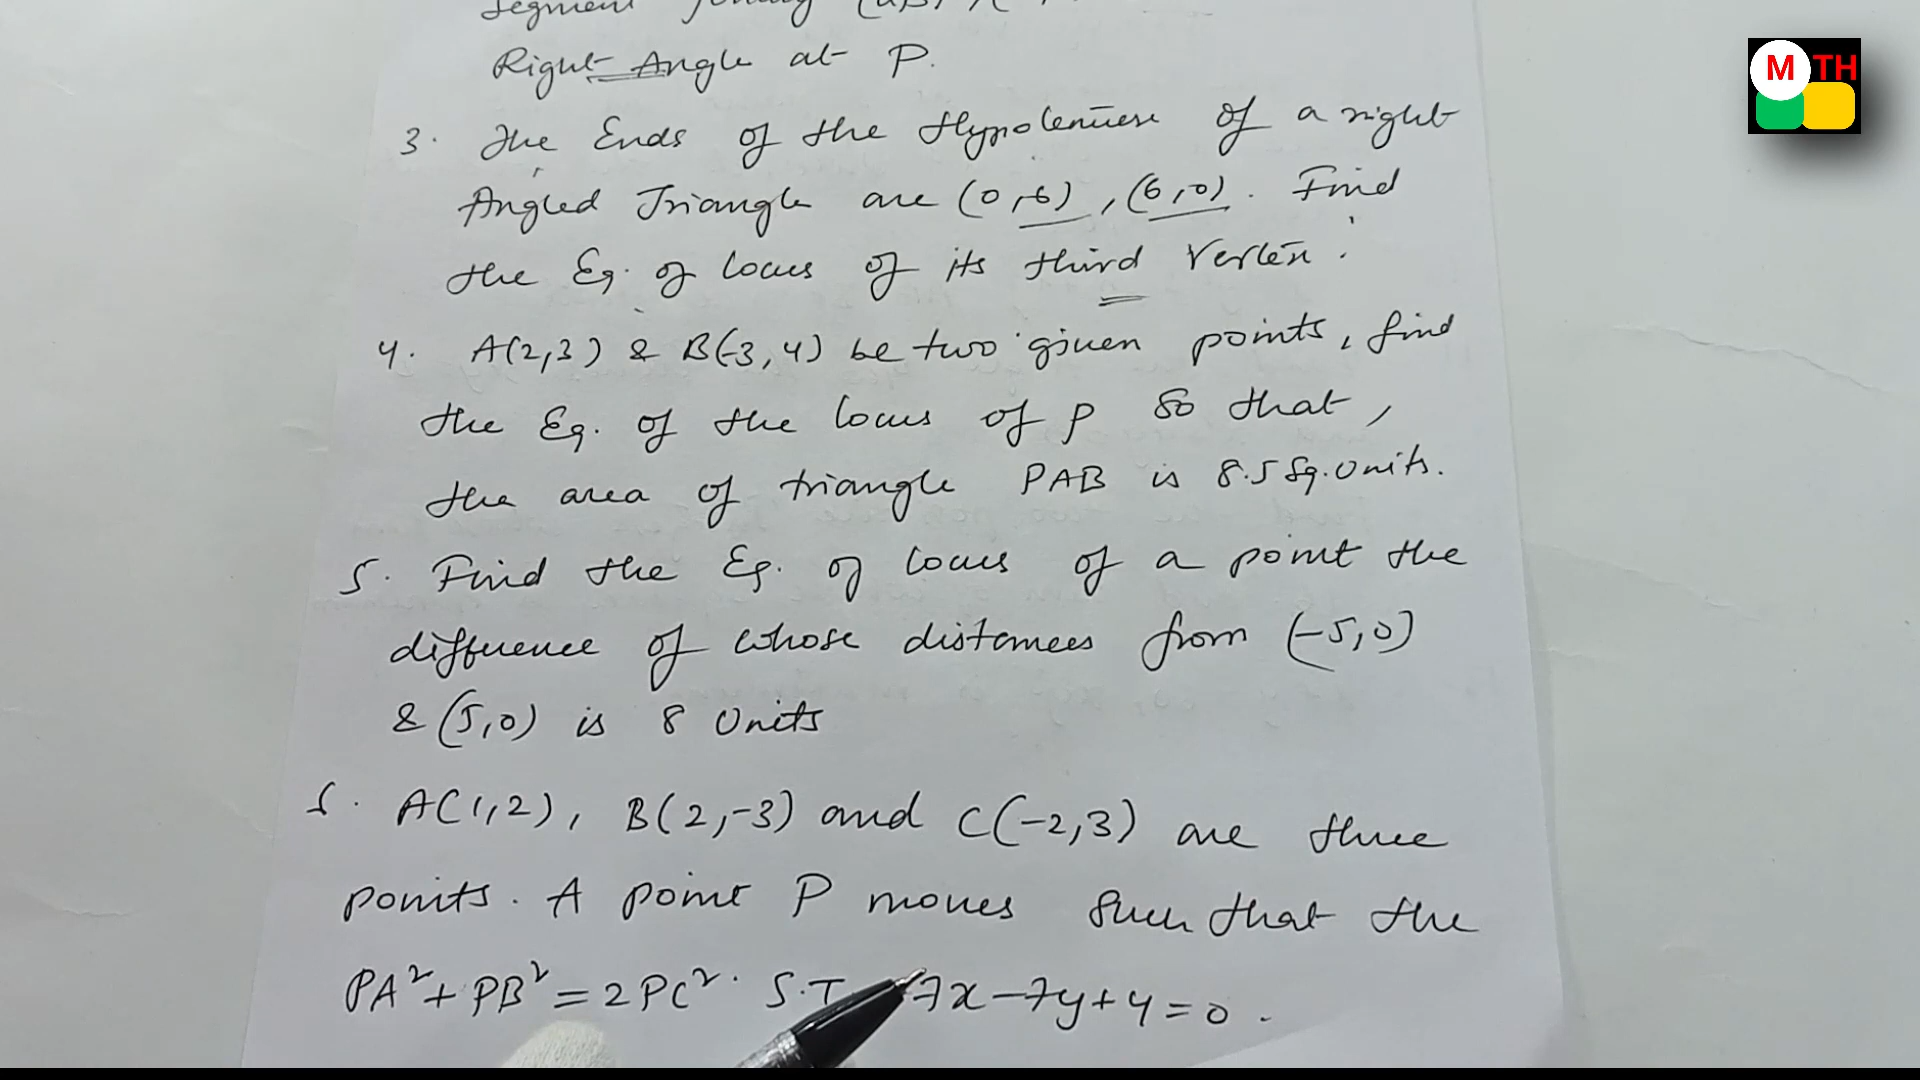 Segment
Right Angle at P.
3. The Ends of the Hypotenuse of a right
Angled Triangle are (0,6), (6,0). Find
the Eq. of locus of its third Vertex.
4. A(2,3) & B(-3,4) be two given points, find
the Eq. of the locus of P so that,
the area of triangle PAB is 8.5 Sq.units.
5. Find the Eq. of locus of a point the
difference of whose distances from (-5,0)
& (5,0) is 8 Units
A(1,2), B(2,-3) and C(-2,3) are three
points. A point P moves such that the
PA²+PB²=2PC². S.T 7x-7y+4=0.
M TH